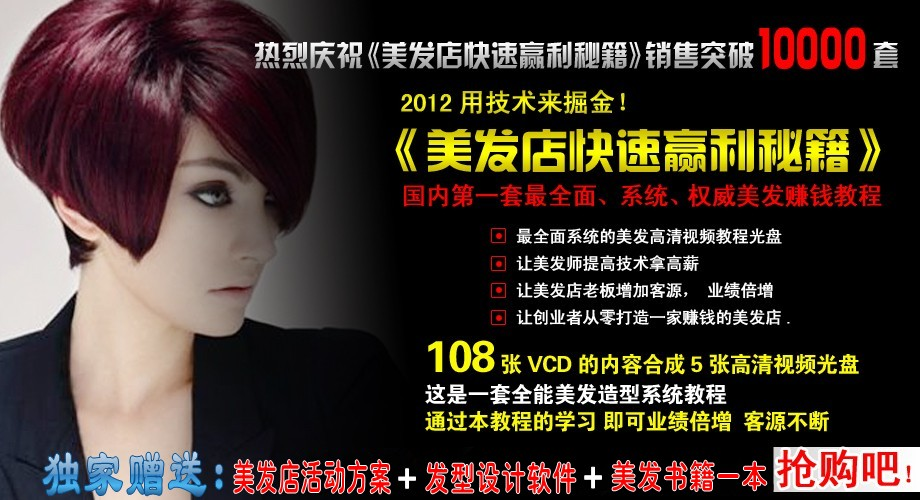 热烈庆祝《美发店快速赢利秘籍》销售突破10000套
2012 用技术来掘金！
《美发店快速赢利秘籍》
国内第一套最全面、系统、权威美发赚钱教程
最全面系统的美发高清视频教程光盘
让美发师提高技术拿高薪
让美发店老板增加客源， 业绩倍增
让创业者从零打造一家赚钱的美发店．
108张 VCD 的内容合成 5 张高清视频光盘
这是一套全能美发造型系统教程
通过本教程的学习 即可业绩倍增 客源不断
独家赠送：美发店活动方案＋发型设计软件＋美发书籍一本 抢购吧！